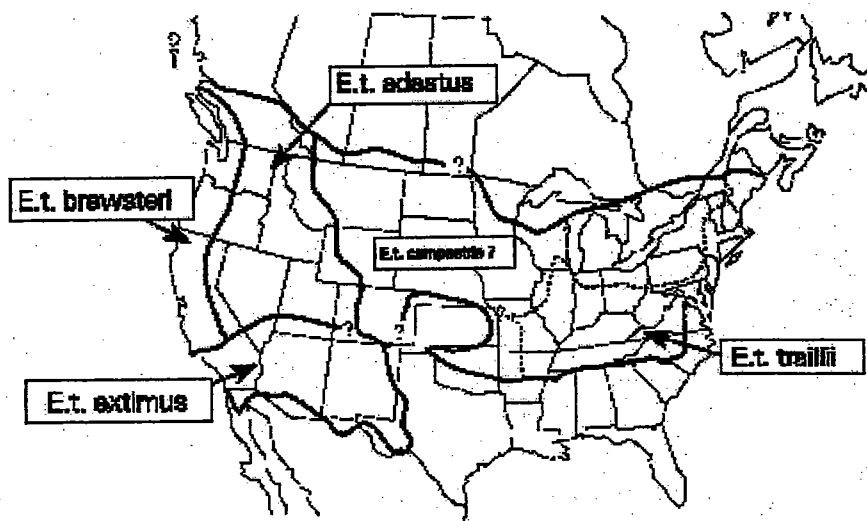 E.t. adastus
E.t. brewsteri
?
E.t. campestris ?
?
?
?
?
E.t. traillii
E.t. extimus